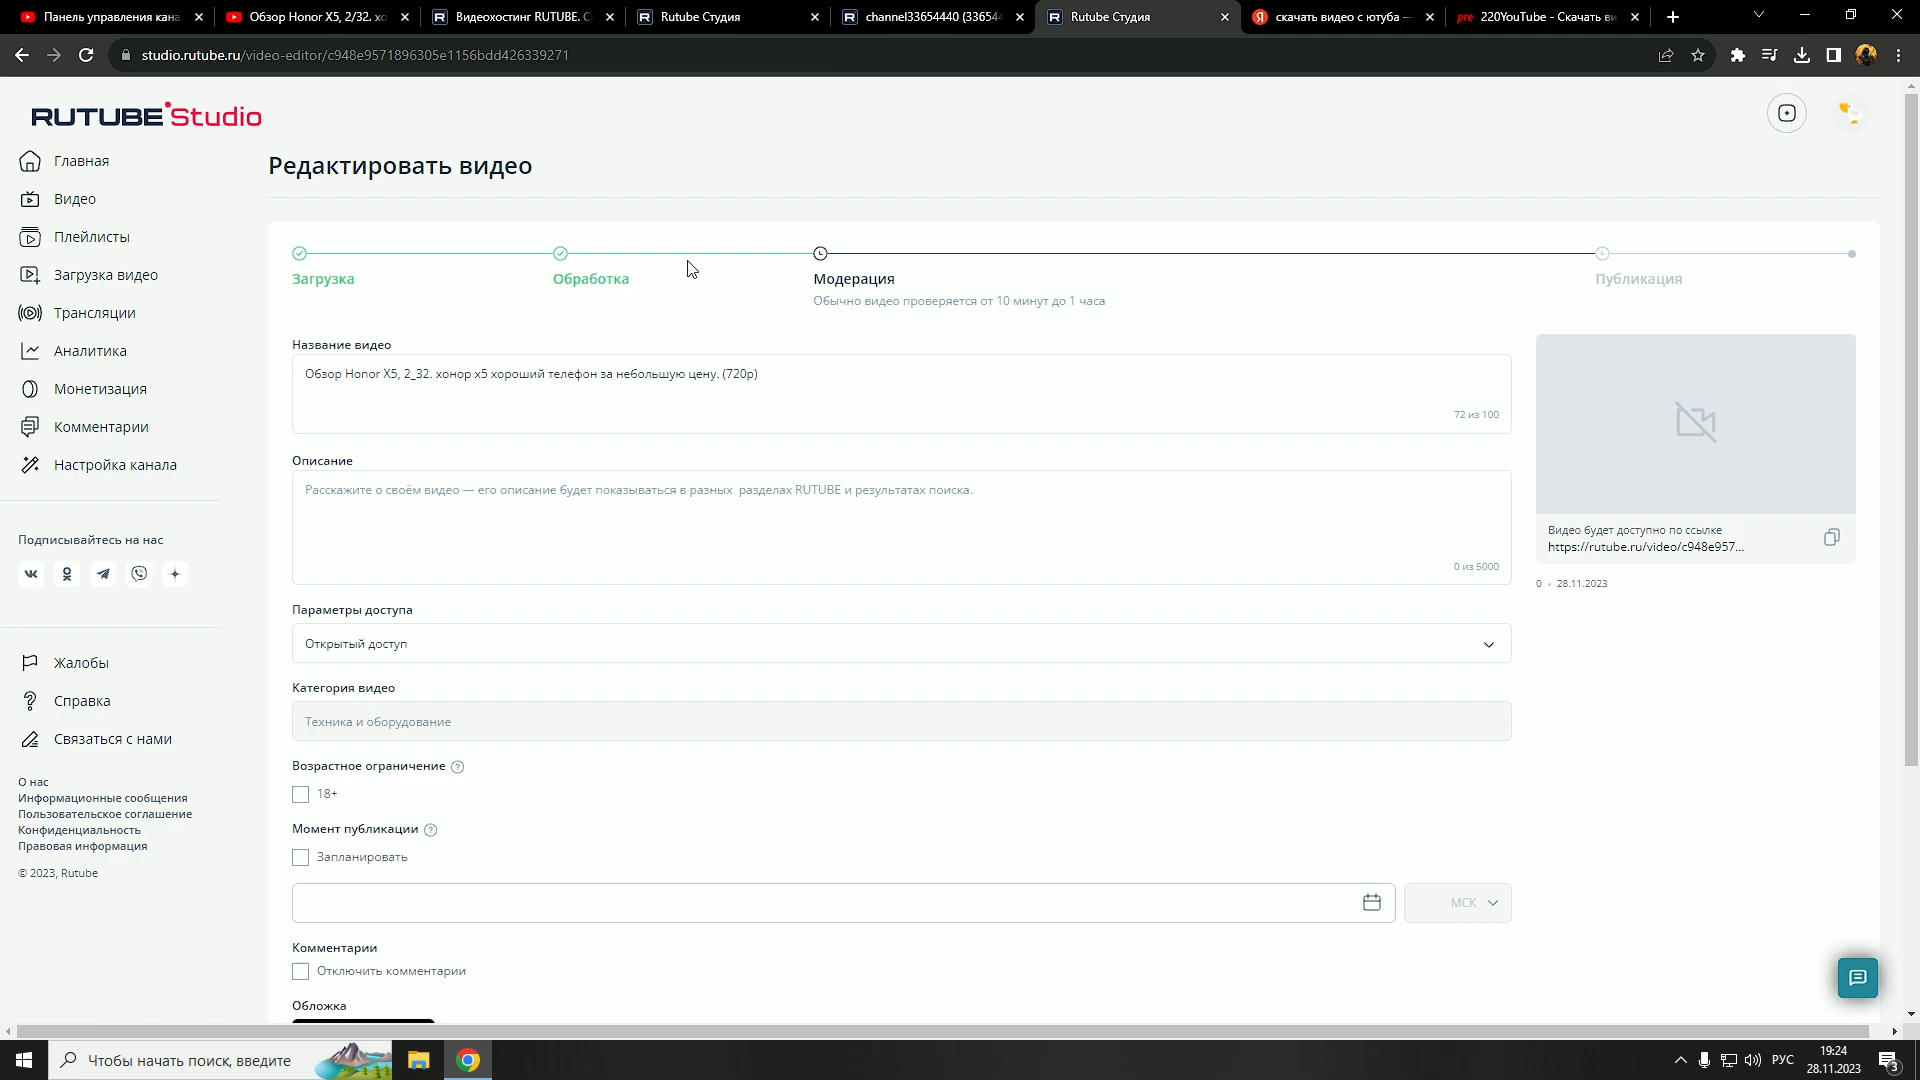 Панель управления кана
Обзор Honor X5, 2/32. хо
Видеохостинг RUTUBE. С
Rutube Студия
channel33654440 (33654
Rutube Студия
скачать видео с ютуба —
pre 220YouTube - Скачать ви
studio.rutube.ru/video-editor/c948e9571896305e1156bdd426339271
RUTUBE Studio
Главная
Видео
Плейлисты
Загрузка видео
Трансляции
Аналитика
Монетизация
Комментарии
Настройка канала
Подписывайтесь на нас
Жалобы
Справка
Связаться с нами
О нас
Информационные сообщения
Пользовательское соглашение
Конфиденциальность
Правовая информация
© 2023, Rutube
Редактировать видео
Загрузка
Обработка
Модерация
Обычно видео проверяется от 10 минут до 1 часа
Публикация
Название видео
Обзор Honor X5, 2_32. хонор х5 хороший телефон за небольшую цену. (720p)
72 из 100
Описание
Расскажите о своём видео — его описание будет показываться в разных разделах RUTUBE и результатах поиска.
0 из 5000
Параметры доступа
Открытый доступ
Категория видео
Техника и оборудование
Возрастное ограничение ?
18+
Момент публикации ?
Запланировать
МСК
Комментарии
Отключить комментарии
Обложка
Видео будет доступно по ссылке
https://rutube.ru/video/c948e957...
0 • 28.11.2023
Чтобы начать поиск, введите
РУС
19:24
28.11.2023
3